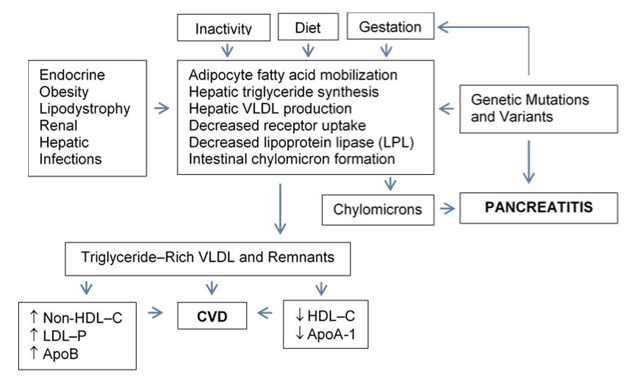 Inactivity
Diet
Gestation
Endocrine
Obesity
Lipodystrophy
Renal
Hepatic
Infections
Adipocyte fatty acid mobilization
Hepatic triglyceride synthesis
Hepatic VLDL production
Decreased receptor uptake
Decreased lipoprotein lipase (LPL)
Intestinal chylomicron formation
Genetic Mutations
and Variants
Chylomicrons
PANCREATITIS
Triglyceride–Rich VLDL and Remnants
↑ Non-HDL–C
↑ LDL–P
↑ ApoB
CVD
↓ HDL–C
↓ ApoA-1